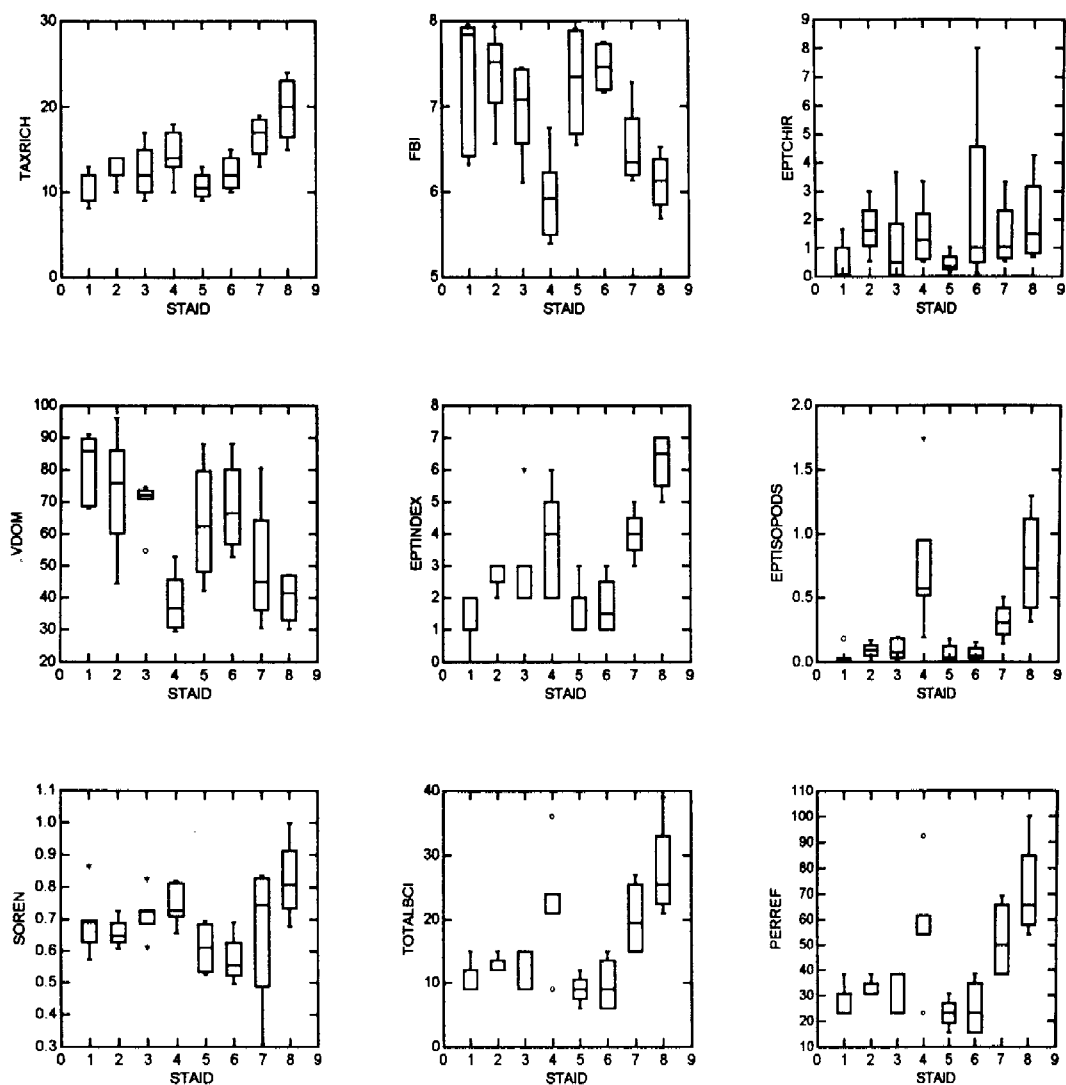 TAXRICH
30
20
10
0
0 1 2 3 4 5 6 7 8 9
STAID
FBI
8
7
6
5
0 1 2 3 4 5 6 7 8 9
STAID
EPTCHIR
9
8
7
6
5
4
3
2
1
0
0 1 2 3 4 5 6 7 8 9
STAID
VDOM
100
90
80
70
60
50
40
30
20
0 1 2 3 4 5 6 7 8 9
STAID
EPTINDEX
8
7
6
5
4
3
2
1
0
0 1 2 3 4 5 6 7 8 9
STAID
EPTISOPODS
2.0
1.5
1.0
0.5
0.0
0 1 2 3 4 5 6 7 8 9
STAID
SOREN
1.1
1.0
0.9
0.8
0.7
0.6
0.5
0.4
0.3
0 1 2 3 4 5 6 7 8 9
STAID
TOTALBCI
40
30
20
10
0
0 1 2 3 4 5 6 7 8 9
STAID
PERREF
110
100
90
80
70
60
50
40
30
20
10
0 1 2 3 4 5 6 7 8 9
STAID